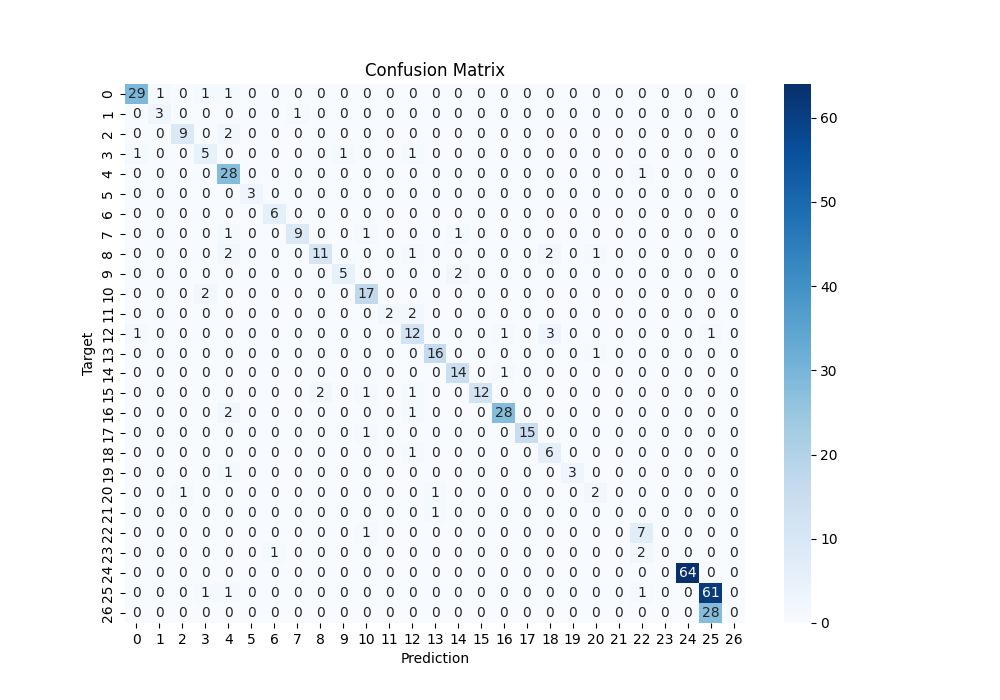 Confusion Matrix
0 29 1 0 1 1 0 0 0 0 0 0 0 0 0 0 0 0 0 0 0 0 0 0 0 0 0 0
1 0 3 0 0 0 0 0 1 0 0 0 0 0 0 0 0 0 0 0 0 0 0 0 0 0 0 0
2 0 0 9 0 2 0 0 0 0 0 0 0 0 0 0 0 0 0 0 0 0 0 0 0 0 0 0
3 1 0 0 5 0 0 0 0 0 1 0 0 1 0 0 0 0 0 0 0 0 0 0 0 0 0 0
4 0 0 0 0 28 0 0 0 0 0 0 0 0 0 0 0 0 0 0 0 0 0 1 0 0 0 0
5 0 0 0 0 0 3 0 0 0 0 0 0 0 0 0 0 0 0 0 0 0 0 0 0 0 0 0
6 0 0 0 0 0 0 6 0 0 0 0 0 0 0 0 0 0 0 0 0 0 0 0 0 0 0 0
7 0 0 0 0 1 0 0 9 0 0 1 0 0 0 1 0 0 0 0 0 0 0 0 0 0 0 0
8 0 0 0 0 2 0 0 0 11 0 0 0 1 0 0 0 0 0 2 0 1 0 0 0 0 0 0
9 0 0 0 0 0 0 0 0 0 5 0 0 0 0 2 0 0 0 0 0 0 0 0 0 0 0 0
10 0 0 0 2 0 0 0 0 0 0 17 0 0 0 0 0 0 0 0 0 0 0 0 0 0 0 0
11 0 0 0 0 0 0 0 0 0 0 0 2 2 0 0 0 0 0 0 0 0 0 0 0 0 0 0
12 1 0 0 0 0 0 0 0 0 0 0 0 12 0 0 0 1 0 3 0 0 0 0 0 0 1 0
13 0 0 0 0 0 0 0 0 0 0 0 0 0 16 0 0 0 0 0 0 1 0 0 0 0 0 0
14 0 0 0 0 0 0 0 0 0 0 0 0 0 0 14 0 1 0 0 0 0 0 0 0 0 0 0
15 0 0 0 0 0 0 0 0 2 0 1 0 1 0 0 12 0 0 0 0 0 0 0 0 0 0 0
16 0 0 0 0 2 0 0 0 0 0 0 0 1 0 0 0 28 0 0 0 0 0 0 0 0 0 0
17 0 0 0 0 0 0 0 0 0 0 1 0 0 0 0 0 0 15 0 0 0 0 0 0 0 0 0
18 0 0 0 0 0 0 0 0 0 0 0 0 1 0 0 0 0 0 6 0 0 0 0 0 0 0 0
19 0 0 0 0 1 0 0 0 0 0 0 0 0 0 0 0 0 0 0 3 0 0 0 0 0 0 0
20 0 0 1 0 0 0 0 0 0 0 0 0 0 1 0 0 0 0 0 0 2 0 0 0 0 0 0
21 0 0 0 0 0 0 0 0 0 0 0 0 0 1 0 0 0 0 0 0 0 0 0 0 0 0 0
22 0 0 0 0 0 0 0 0 0 0 1 0 0 0 0 0 0 0 0 0 0 0 7 0 0 0 0
23 0 0 0 0 0 0 1 0 0 0 0 0 0 0 0 0 0 0 0 0 0 0 2 0 0 0 0
24 0 0 0 0 0 0 0 0 0 0 0 0 0 0 0 0 0 0 0 0 0 0 0 0 64 0 0
25 0 0 0 1 1 0 0 0 0 0 0 0 0 0 0 0 0 0 0 0 0 0 1 0 0 61 0
26 0 0 0 0 0 0 0 0 0 0 0 0 0 0 0 0 0 0 0 0 0 0 0 0 0 28 0
0 1 2 3 4 5 6 7 8 9 10 11 12 13 14 15 16 17 18 19 20 21 22 23 24 25 26
Prediction
Target
60
50
40
30
20
10
0